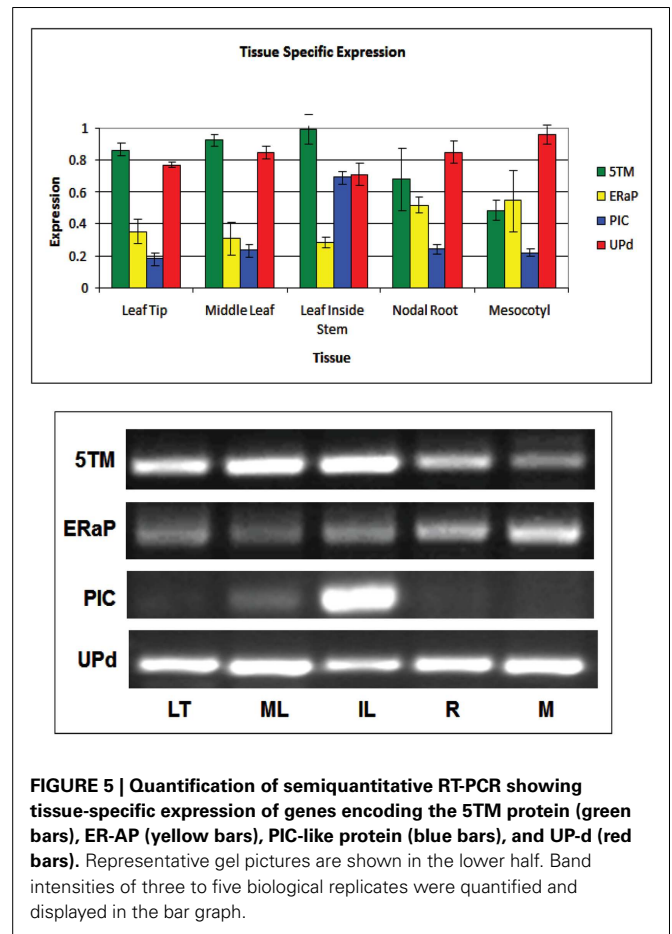 Tissue Specific Expression
Expression
1
0.8
0.6
0.4
0.2
0
Leaf Tip
Middle Leaf
Leaf Inside
Stem
Nodal Root
Mesocotyl
Tissue
5TM
ERaP
PIC
UPd
5TM
ERaP
PIC
UPd
LT ML IL R M
FIGURE 5 | Quantification of semiquantitative RT-PCR showing
tissue-specific expression of genes encoding the 5TM protein (green
bars), ER-AP (yellow bars), PIC-like protein (blue bars), and UP-d (red
bars). Representative gel pictures are shown in the lower half. Band
intensities of three to five biological replicates were quantified and
displayed in the bar graph.